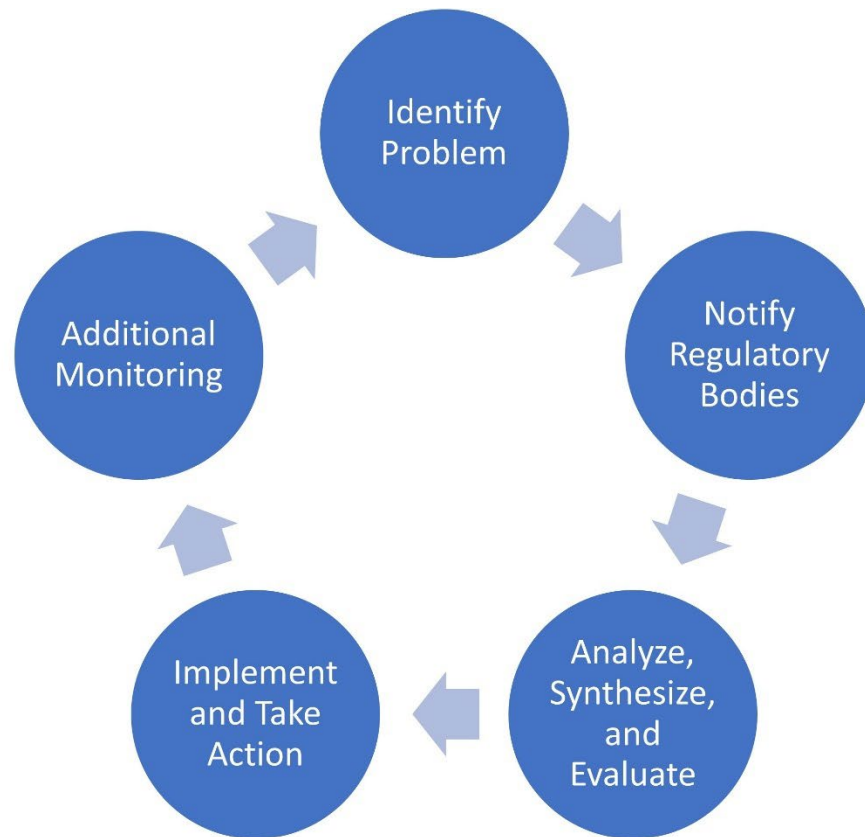 Identify
Problem
Notify
Regulatory
Bodies
Analyze,
Synthesize,
and
Evaluate
Implement
and Take
Action
Additional
Monitoring